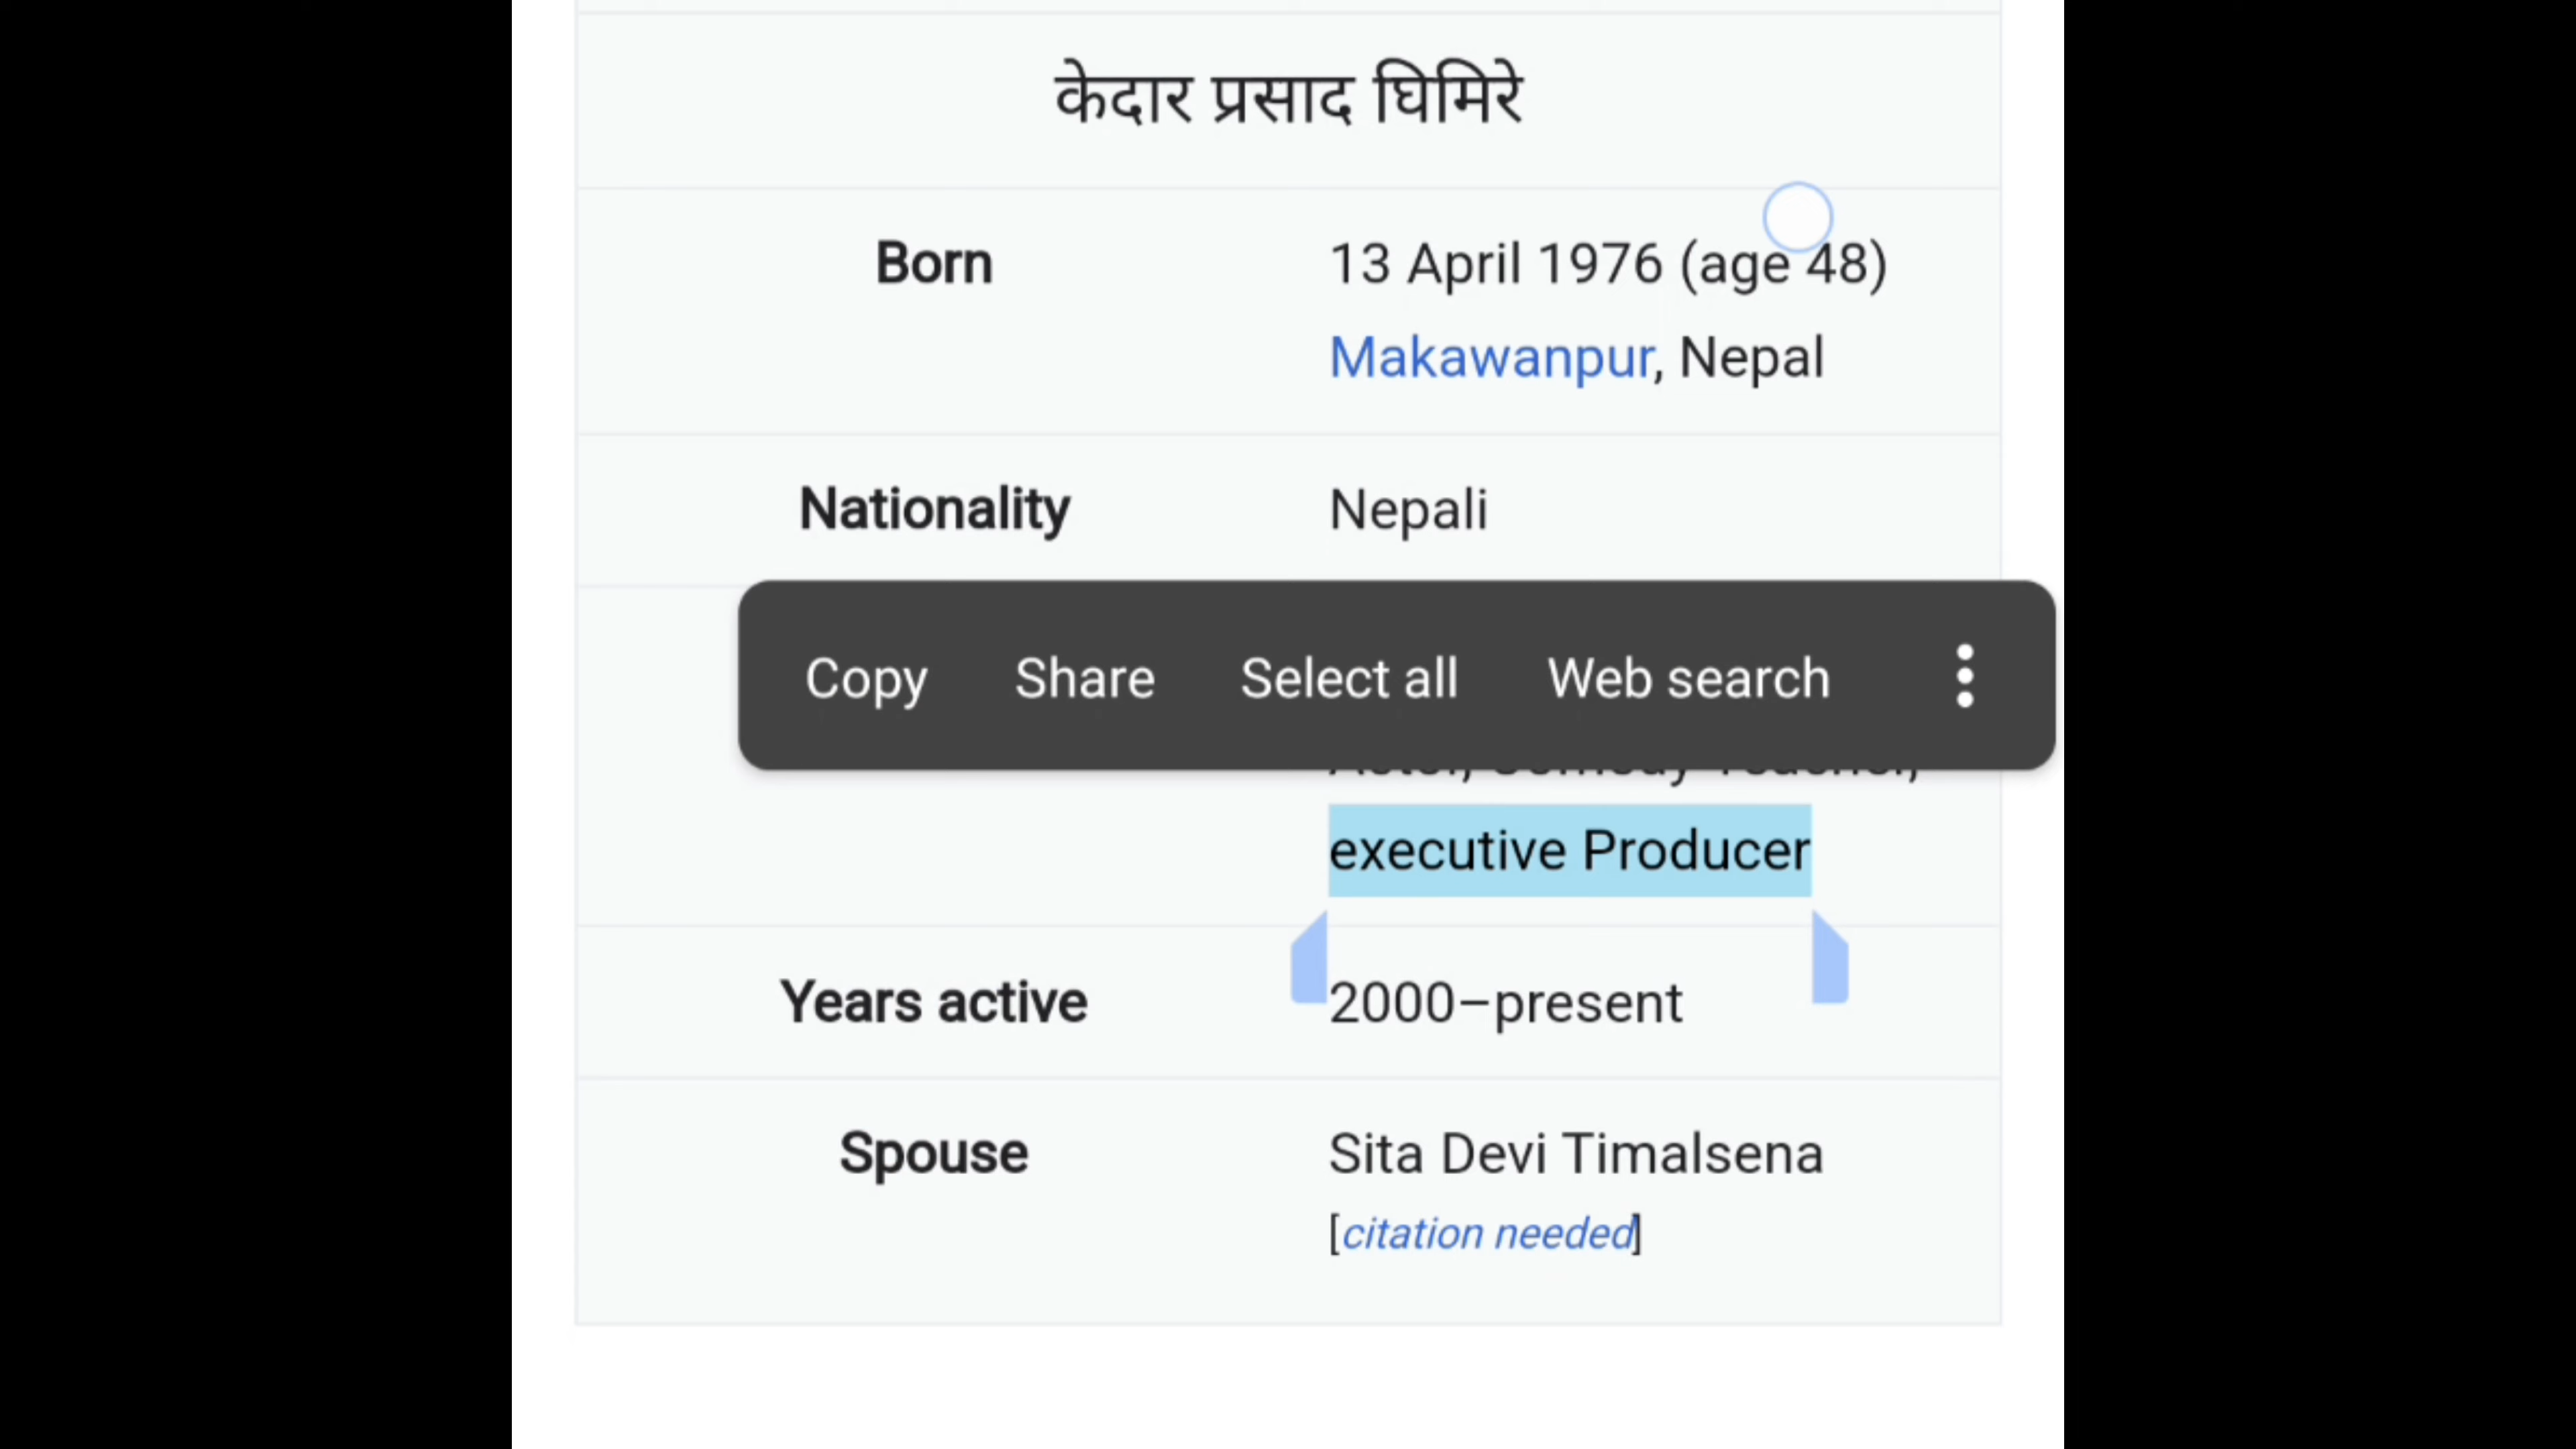 केदार प्रसाद घिमिरे
Born
13 April 1976 (age 48)
Makawanpur, Nepal
Nationality
Nepali
Copy
Share
Select all
Web search
executive Producer
Years active
2000–present
Spouse
Sita Devi Timalsena
[citation needed]